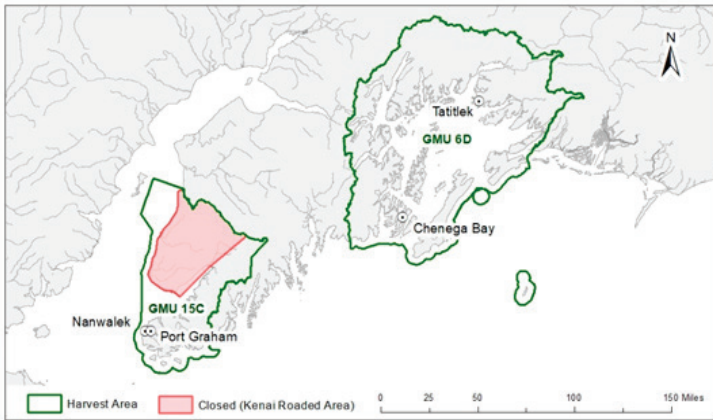 N
Tatitlek
GMU 6D
Chenega Bay
GMU 15C
Nanwalek
Port Graham
Harvest Area
Closed (Kenai Roaded Area)
0 25 50 100 150 Miles